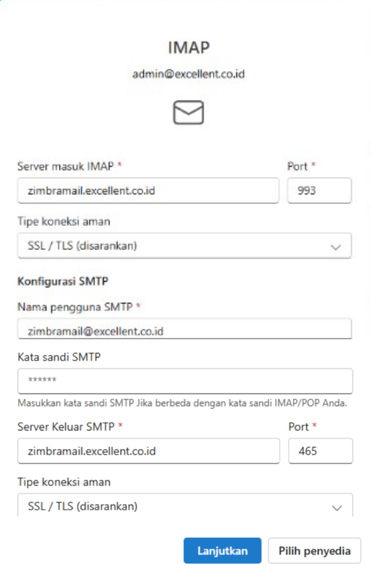 IMAP
admin@excellent.co.id
Server masuk IMAP * Port *
zimbramail.excellent.co.id 993
Tipe koneksi aman
SSL / TLS (disarankan)
Konfigurasi SMTP
Nama pengguna SMTP *
zimbramail@excellent.co.id
Kata sandi SMTP
******
Masukkan kata sandi SMTP Jika berbeda dengan kata sandi IMAP/POP Anda.
Server Keluar SMTP * Port *
zimbramail.excellent.co.id 465
Tipe koneksi aman
SSL / TLS (disarankan)
Lanjutkan Pilih penyedia